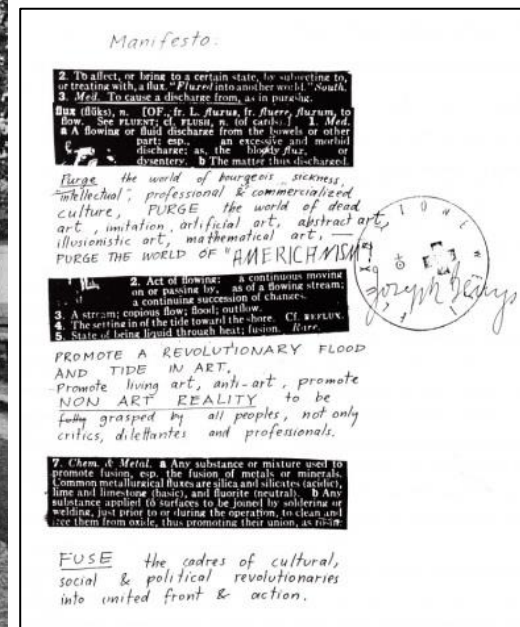 Manifesto:
2. To affect, or bring to a certain state, by subjecting to,
or treating with, a flux. "Fluxed into another world." South.
3. Med. To cause a discharge from, as in purging.
flux (flŭks), n. [OF., fr. L. fluxus, fr. fluere, fluxum, to
flow. See FLUENT; cf. FLUSH, n. (of cards).] 1. Med.
a A flowing or fluid discharge from the bowels or other
part: esp., an excessive and morbid
discharge; as, the bloody flux, or
dysentery. b The matter thus discharged.
Purge the world of bourgeois sickness,
"intellectual", professional & commercialized
culture, PURGE the world of dead
art, imitation, artificial art, abstract art,
illusionistic art, mathematical art, —
PURGE THE WORLD OF "AMERICANISM"!
2. Act of flowing: a continuous moving
on or passing by, as of a flowing stream;
a continuing succession of changes.
3. A stream; copious flow; flood; outflow.
4. The setting in of the tide toward the shore. Cf. REFLUX.
5. State of being liquid through heat; fusion. Rare.
Joseph Beuys
PROMOTE A REVOLUTIONARY FLOOD
AND TIDE IN ART,
Promote living art, anti-art, promote
NON ART REALITY to be
fully grasped by all peoples, not only
critics, dilettantes and professionals.
7. Chem. & Metal. a Any substance or mixture used to
promote fusion, esp. the fusion of metals or minerals.
Common metallurgical fluxes are silica and silicates (acidic),
lime and limestone (basic), and fluorite (neutral). b Any
substance applied to surfaces to be joined by soldering or
welding, just prior to or during the operation, to clean and
free them from oxide, thus promoting their union, as rosin.
FUSE the cadres of cultural,
social & political revolutionaries
into united front & action.